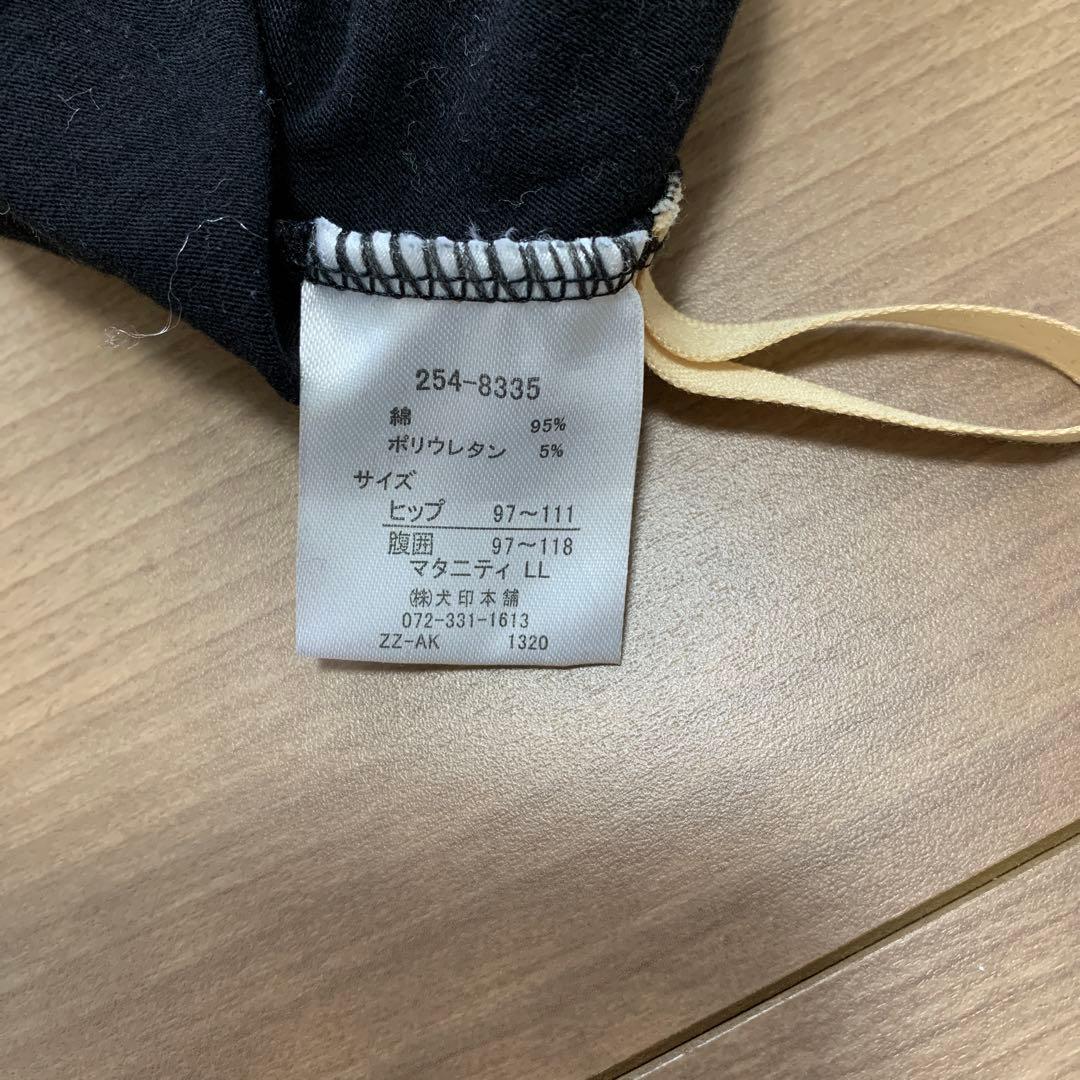 254-8335
綿 95%
ポリウレタン 5%
サイズ
ヒップ 97〜111
腹囲 97〜118
マタニティ LL
㈱犬印本舗
072-331-1613
ZZ-AK 1320